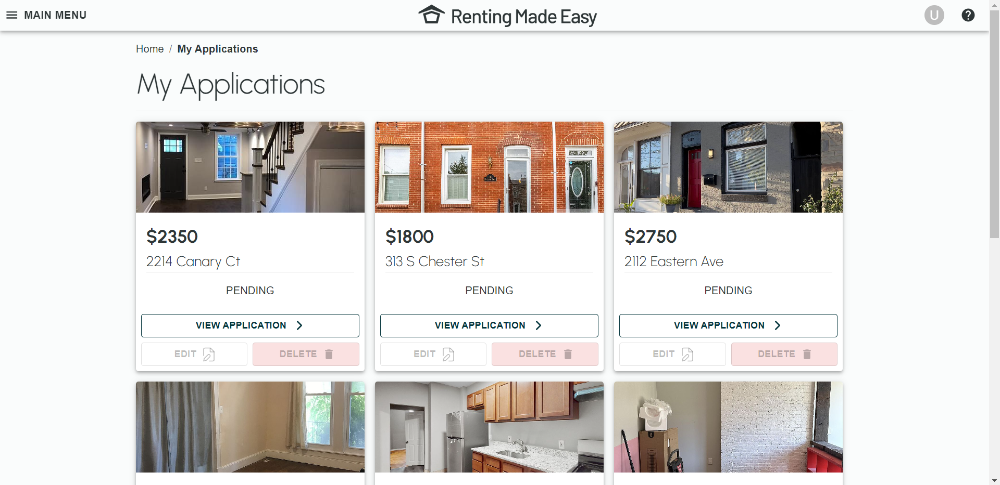 MAIN MENU
Renting Made Easy
U
?
Home / My Applications
My Applications
$2350
2214 Canary Ct
PENDING
VIEW APPLICATION
EDIT
DELETE
$1800
313 S Chester St
PENDING
VIEW APPLICATION
EDIT
DELETE
$2750
2112 Eastern Ave
PENDING
VIEW APPLICATION
EDIT
DELETE